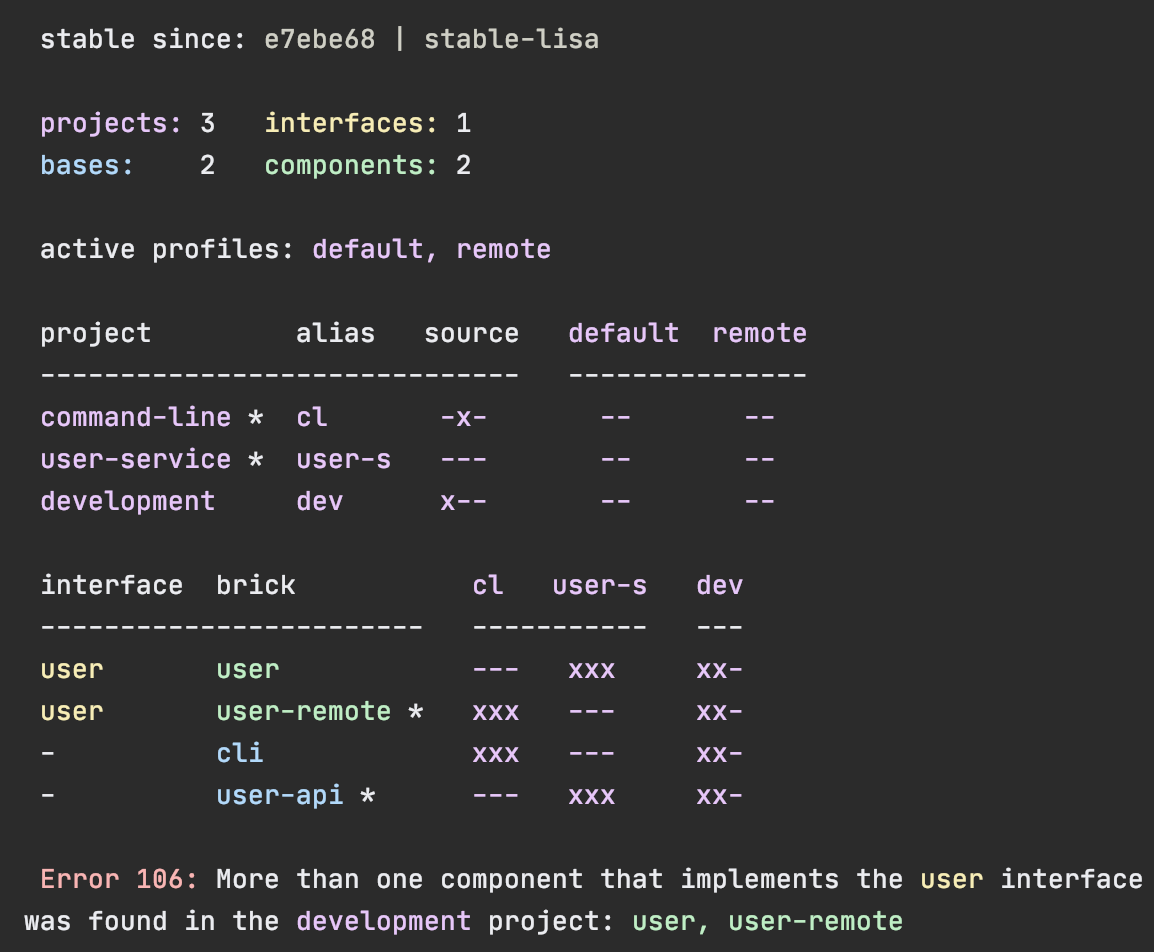 stable since: e7ebe68 | stable-lisa
projects: 3   interfaces: 1
bases:    2   components: 2
active profiles: default, remote
project         alias   source   default  remote
------------------------------   ---------------
command-line *  cl       -x-       --       --
user-service *  user-s   ---       --       --
development     dev      x--       --       --
interface  brick           cl   user-s   dev
------------------------   -----------   ---
user       user            ---   xxx     xx-
user       user-remote *   xxx   ---     xx-
-          cli             xxx   ---     xx-
-          user-api *      ---   xxx     xx-
Error 106: More than one component that implements the user interface
was found in the development project: user, user-remote